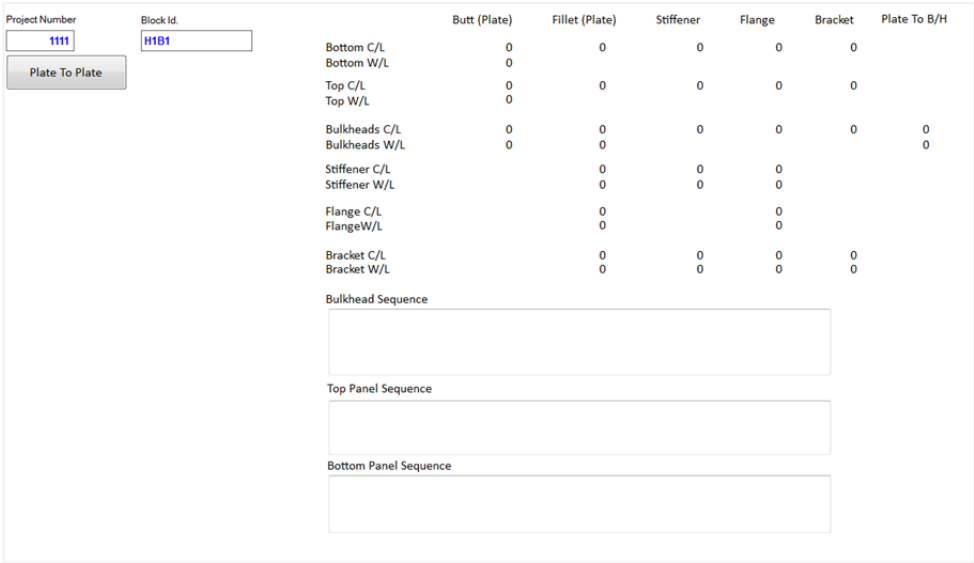 Project Number Block Id. Butt (Plate) Fillet (Plate) Stiffener Flange Bracket Plate To B/H
1111 H1B1
Plate To Plate
Bottom C/L 0 0 0 0 0
Bottom W/L 0
Top C/L 0 0 0 0 0
Top W/L 0
Bulkheads C/L 0 0 0 0 0 0
Bulkheads W/L 0 0 0
Stiffener C/L 0 0 0
Stiffener W/L 0 0 0
Flange C/L 0 0
FlangeW/L 0 0
Bracket C/L 0 0 0 0
Bracket W/L 0 0 0 0
Bulkhead Sequence
Top Panel Sequence
Bottom Panel Sequence